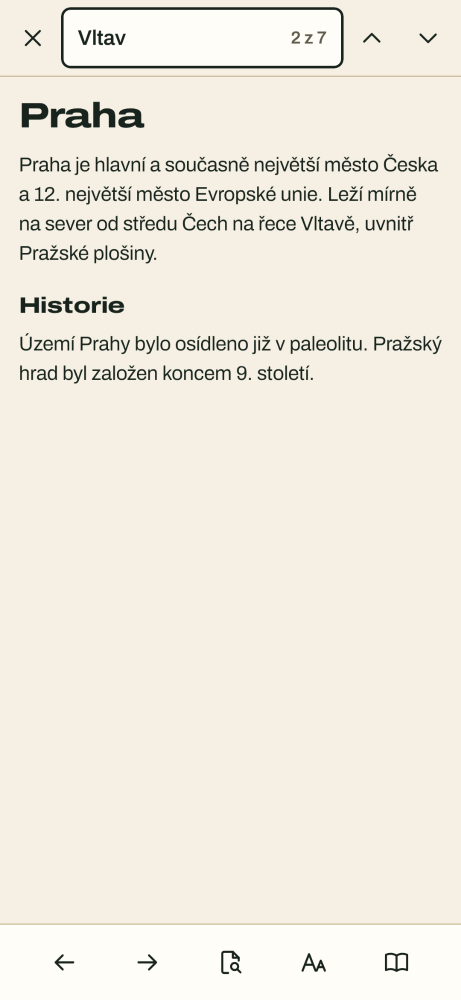 Vltav 2 z 7
Praha
Praha je hlavní a současně největší město Česka
a 12. největší město Evropské unie. Leží mírně
na sever od středu Čech na řece Vltavě, uvnitř
Pražské plošiny.
Historie
Území Prahy bylo osídleno již v paleolitu. Pražský
hrad byl založen koncem 9. století.